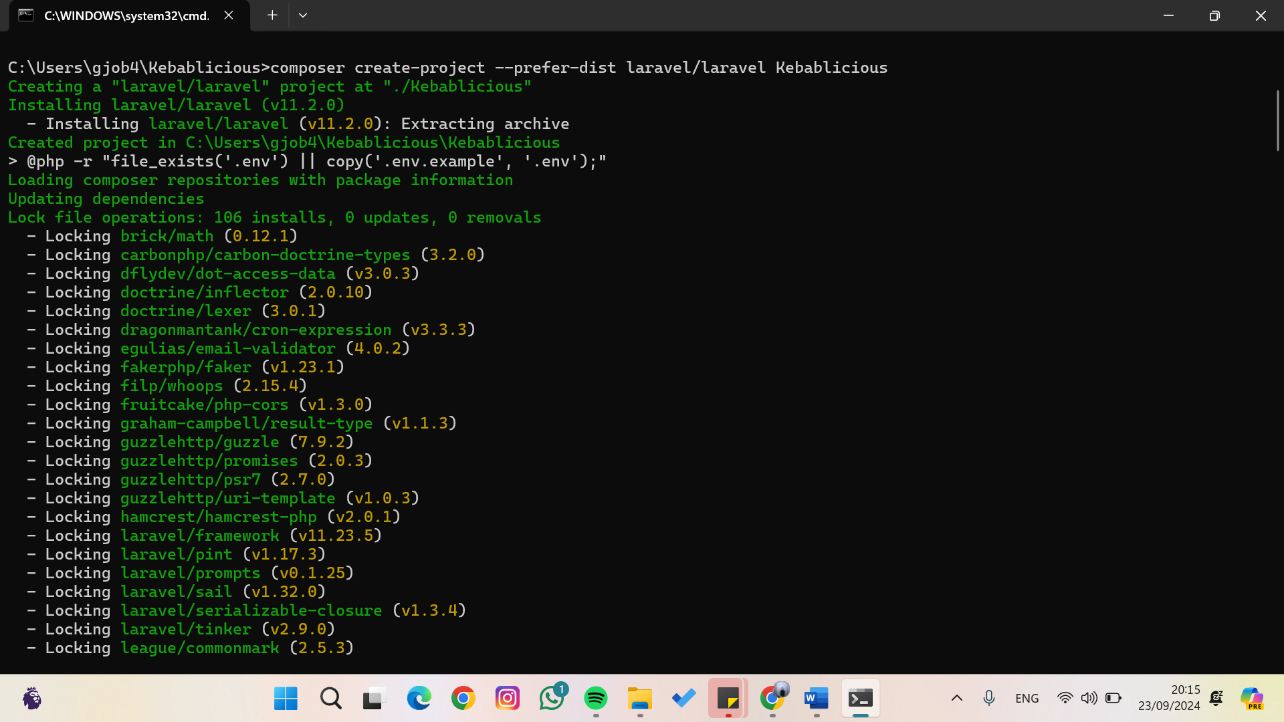 C:\WINDOWS\system32\cmd.
C:\Users\gjob4\Kebablicious>composer create-project --prefer-dist laravel/laravel Kebablicious
Creating a "laravel/laravel" project at "./Kebablicious"
Installing laravel/laravel (v11.2.0)
  - Installing laravel/laravel (v11.2.0): Extracting archive
Created project in C:\Users\gjob4\Kebablicious\Kebablicious
> @php -r "file_exists('.env') || copy('.env.example', '.env');"
Loading composer repositories with package information
Updating dependencies
Lock file operations: 106 installs, 0 updates, 0 removals
  - Locking brick/math (0.12.1)
  - Locking carbonphp/carbon-doctrine-types (3.2.0)
  - Locking dflydev/dot-access-data (v3.0.3)
  - Locking doctrine/inflector (2.0.10)
  - Locking doctrine/lexer (3.0.1)
  - Locking dragonmantank/cron-expression (v3.3.3)
  - Locking egulias/email-validator (4.0.2)
  - Locking fakerphp/faker (v1.23.1)
  - Locking filp/whoops (2.15.4)
  - Locking fruitcake/php-cors (v1.3.0)
  - Locking graham-campbell/result-type (v1.1.3)
  - Locking guzzlehttp/guzzle (7.9.2)
  - Locking guzzlehttp/promises (2.0.3)
  - Locking guzzlehttp/psr7 (2.7.0)
  - Locking guzzlehttp/uri-template (v1.0.3)
  - Locking hamcrest/hamcrest-php (v2.0.1)
  - Locking laravel/framework (v11.23.5)
  - Locking laravel/pint (v1.17.3)
  - Locking laravel/prompts (v0.1.25)
  - Locking laravel/sail (v1.32.0)
  - Locking laravel/serializable-closure (v1.3.4)
  - Locking laravel/tinker (v2.9.0)
  - Locking league/commonmark (2.5.3)
1
W
ENG
20:15
23/09/2024
PRE